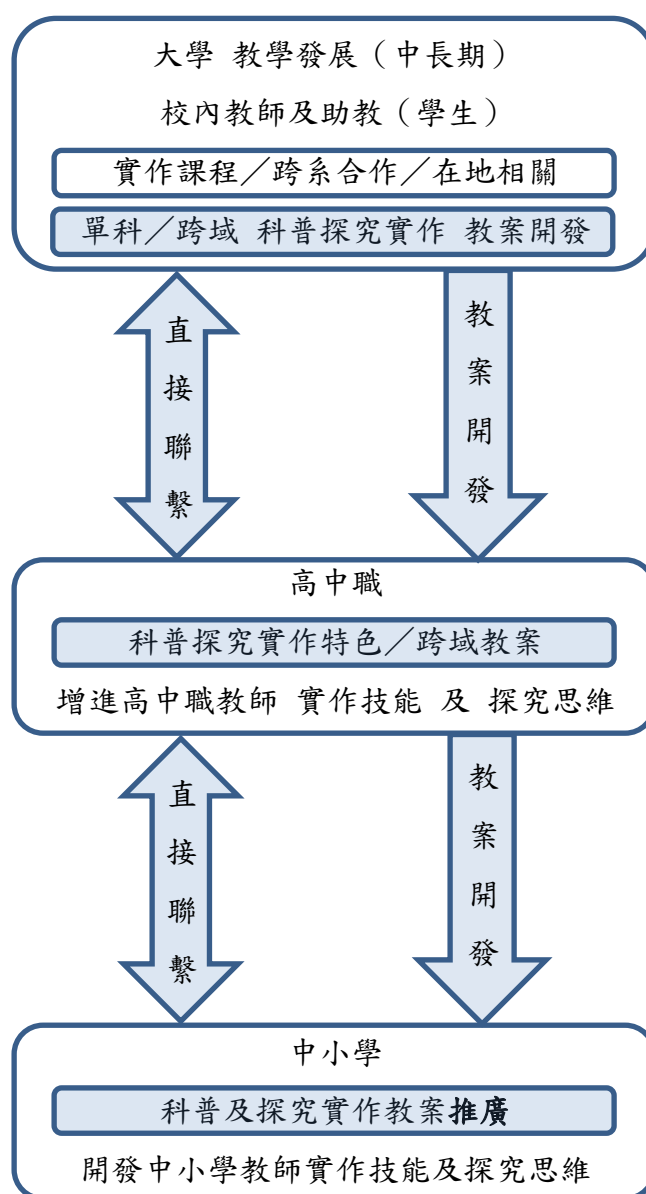 大學 教學發展（中長期）
校內教師及助教（學生）
實作課程／跨系合作／在地相關
單科／跨域 科普探究實作 教案開發
直接聯繫
教案開發
高中職
科普探究實作特色／跨域教案
增進高中職教師 實作技能 及 探究思維
直接聯繫
教案開發
中小學
科普及探究實作教案推廣
開發中小學教師實作技能及探究思維